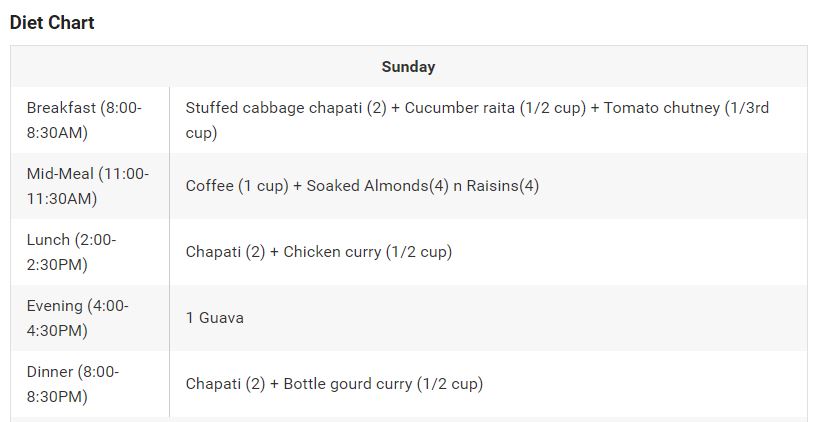 Diet Chart
Sunday
Breakfast (8:00-
8:30AM)
Stuffed cabbage chapati (2) + Cucumber raita (1/2 cup) + Tomato chutney (1/3rd
cup)
Mid-Meal (11:00-
11:30AM)
Coffee (1 cup) + Soaked Almonds(4) n Raisins(4)
Lunch (2:00-
2:30PM)
Chapati (2) + Chicken curry (1/2 cup)
Evening (4:00-
4:30PM)
1 Guava
Dinner (8:00-
8:30PM)
Chapati (2) + Bottle gourd curry (1/2 cup)